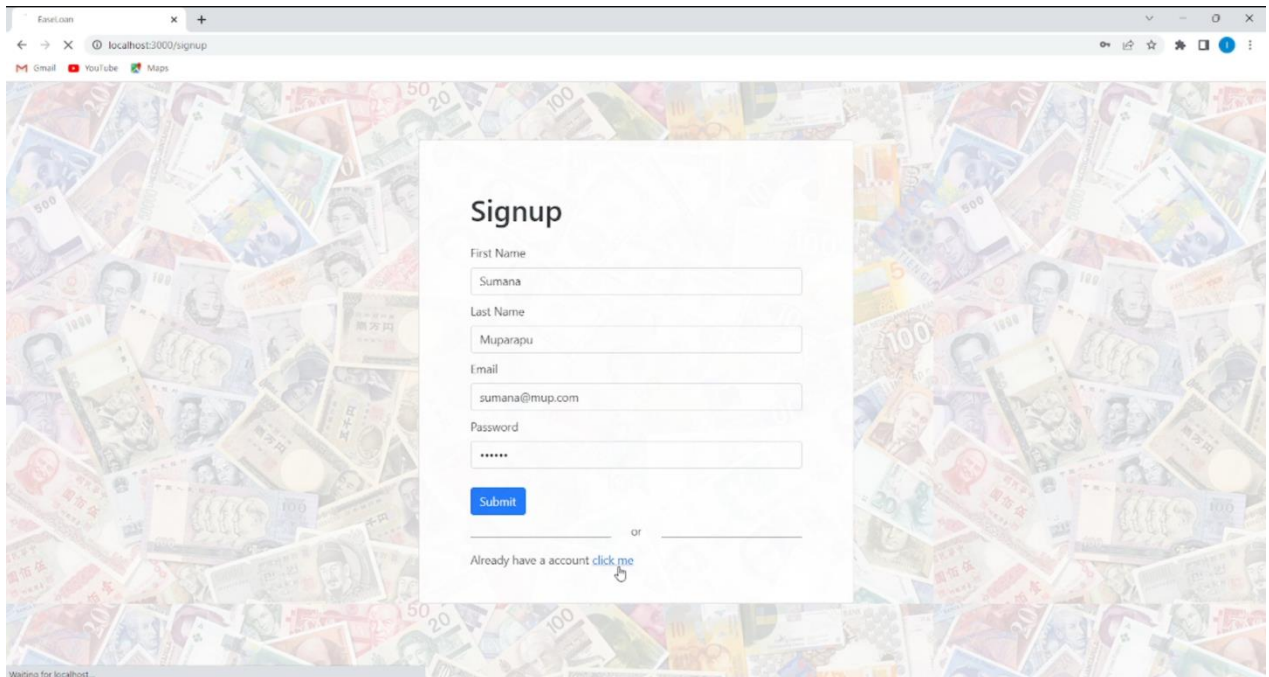 EaseLoan
localhost:3000/signup
Gmail YouTube Maps
Signup
First Name
Sumana
Last Name
Muparapu
Email
sumana@mup.com
Password
••••••
Submit
or
Already have a account click me
Waiting for localhost...